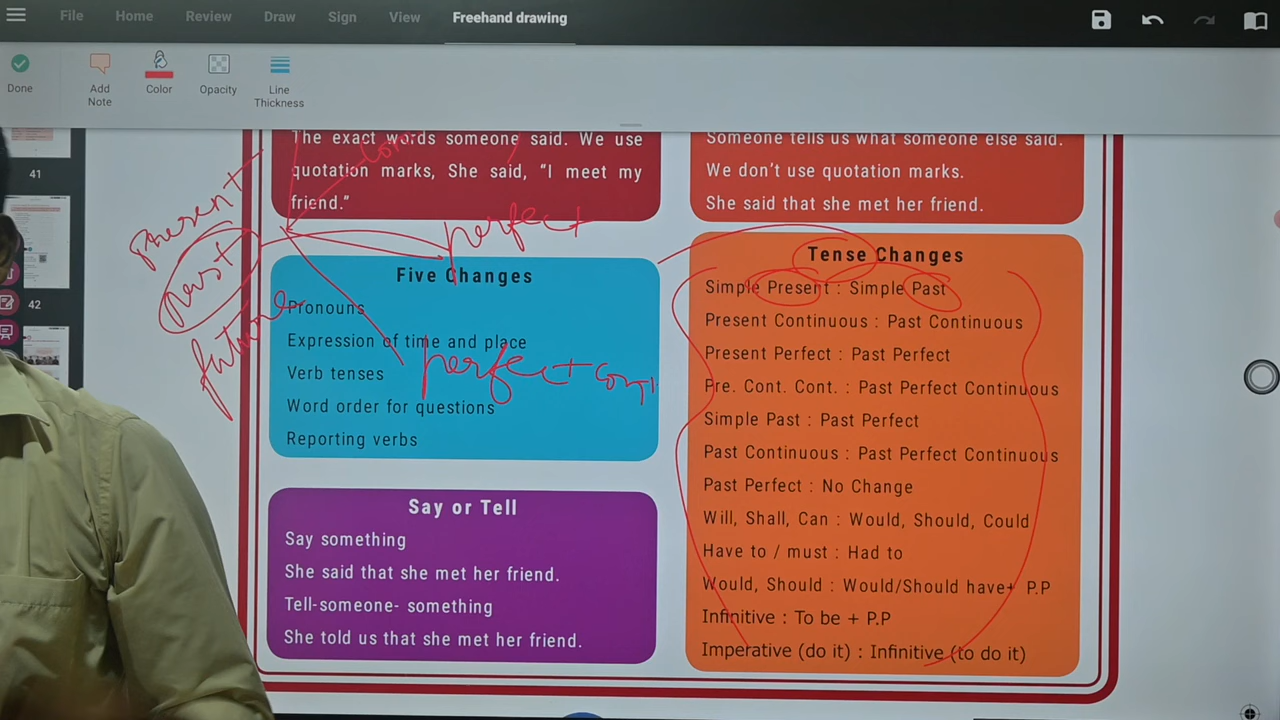 File Home Review Draw Sign View Freehand drawing
Done
Add Note
Color
Opacity
Line Thickness
41
42
The exact words someone said. We use
quotation marks, She said, “I meet my
friend.”
Someone tells us what someone else said.
We don’t use quotation marks.
She said that she met her friend.
present
past
future
perfect
perfect cont
Five Changes
Pronouns
Expression of time and place
Verb tenses
Word order for questions
Reporting verbs
Say or Tell
Say something
She said that she met her friend.
Tell-someone- something
She told us that she met her friend.
Tense Changes
Simple Present : Simple Past
Present Continuous : Past Continuous
Present Perfect : Past Perfect
Pre. Cont. Cont. : Past Perfect Continuous
Simple Past : Past Perfect
Past Continuous : Past Perfect Continuous
Past Perfect : No Change
Will, Shall, Can : Would, Should, Could
Have to / must : Had to
Would, Should : Would/Should have+ P.P
Infinitive : To be + P.P
Imperative (do it) : Infinitive (to do it)